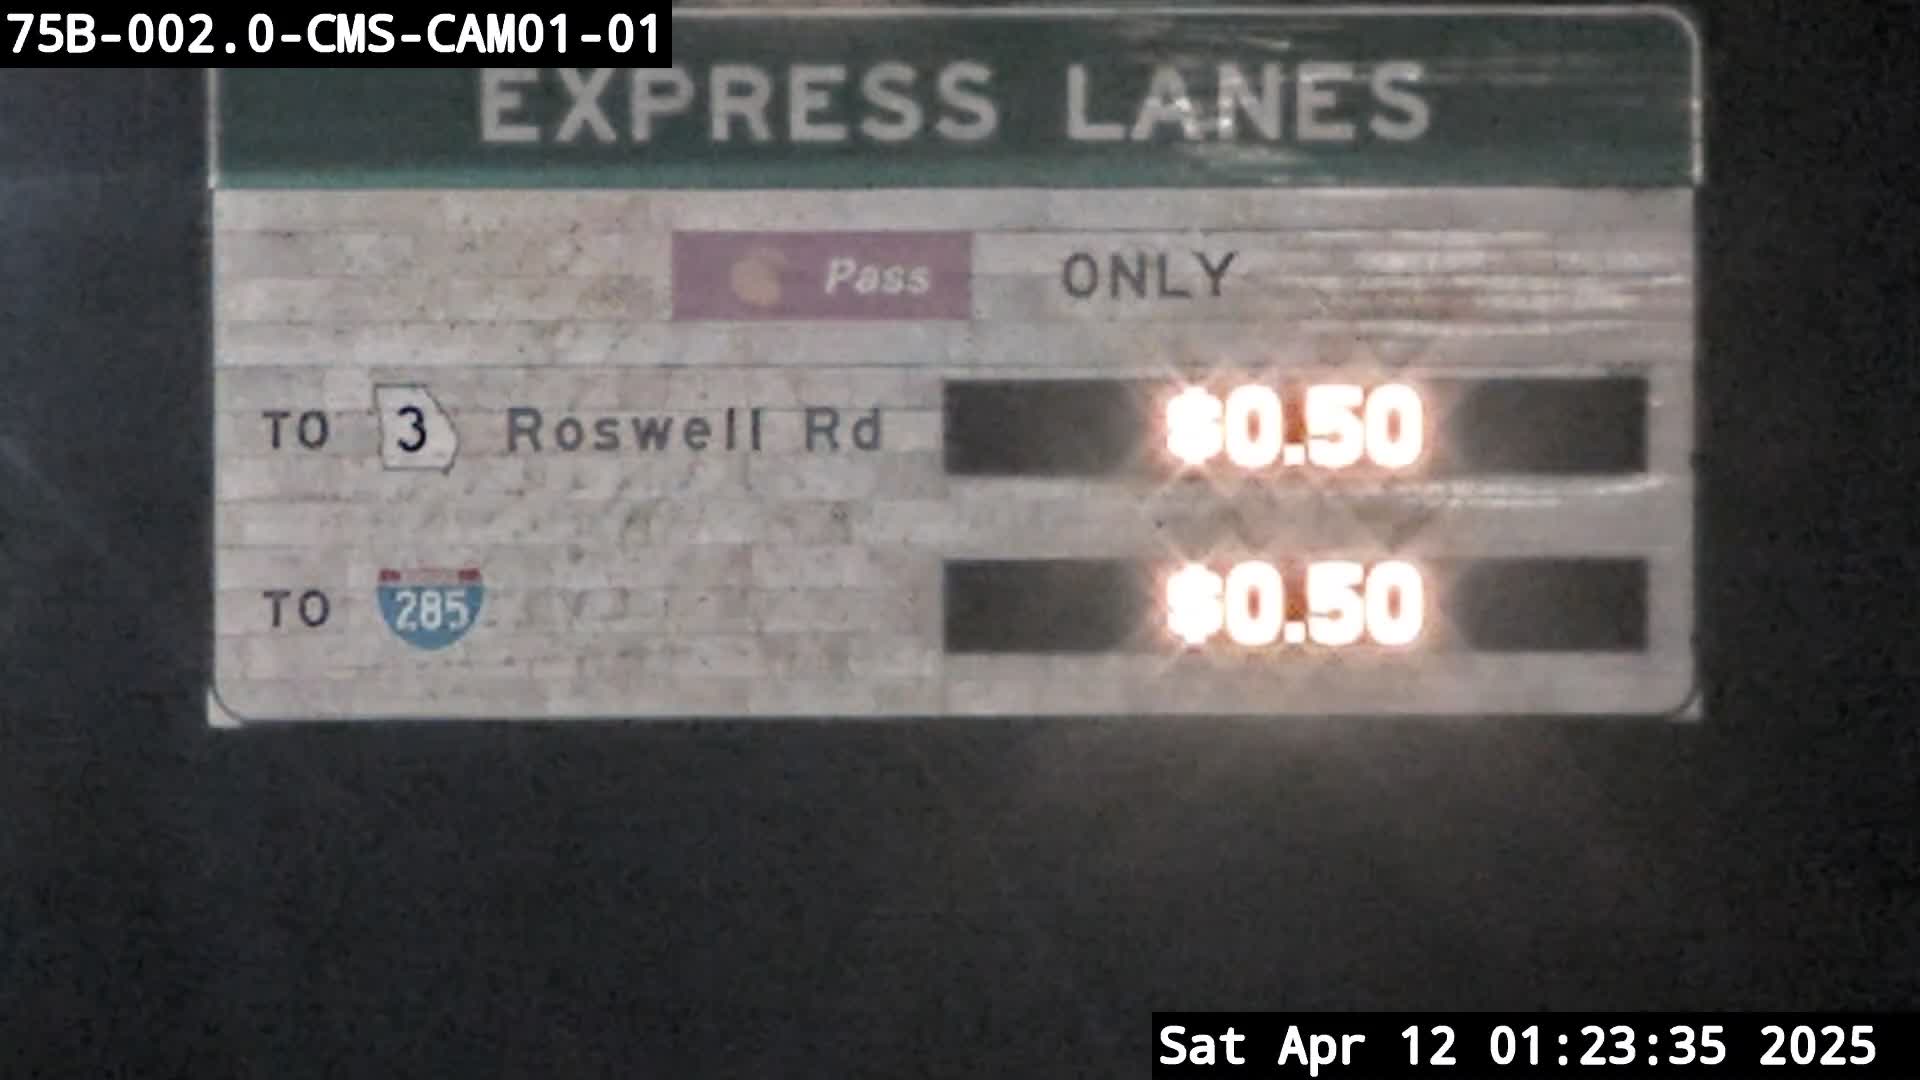 75B-002.0-CMS-CAM01-01
EXPRESS LANES
Pass ONLY
TO 3 Roswell Rd $0.50
TO 285 $0.50
Sat Apr 12 01:23:35 2025